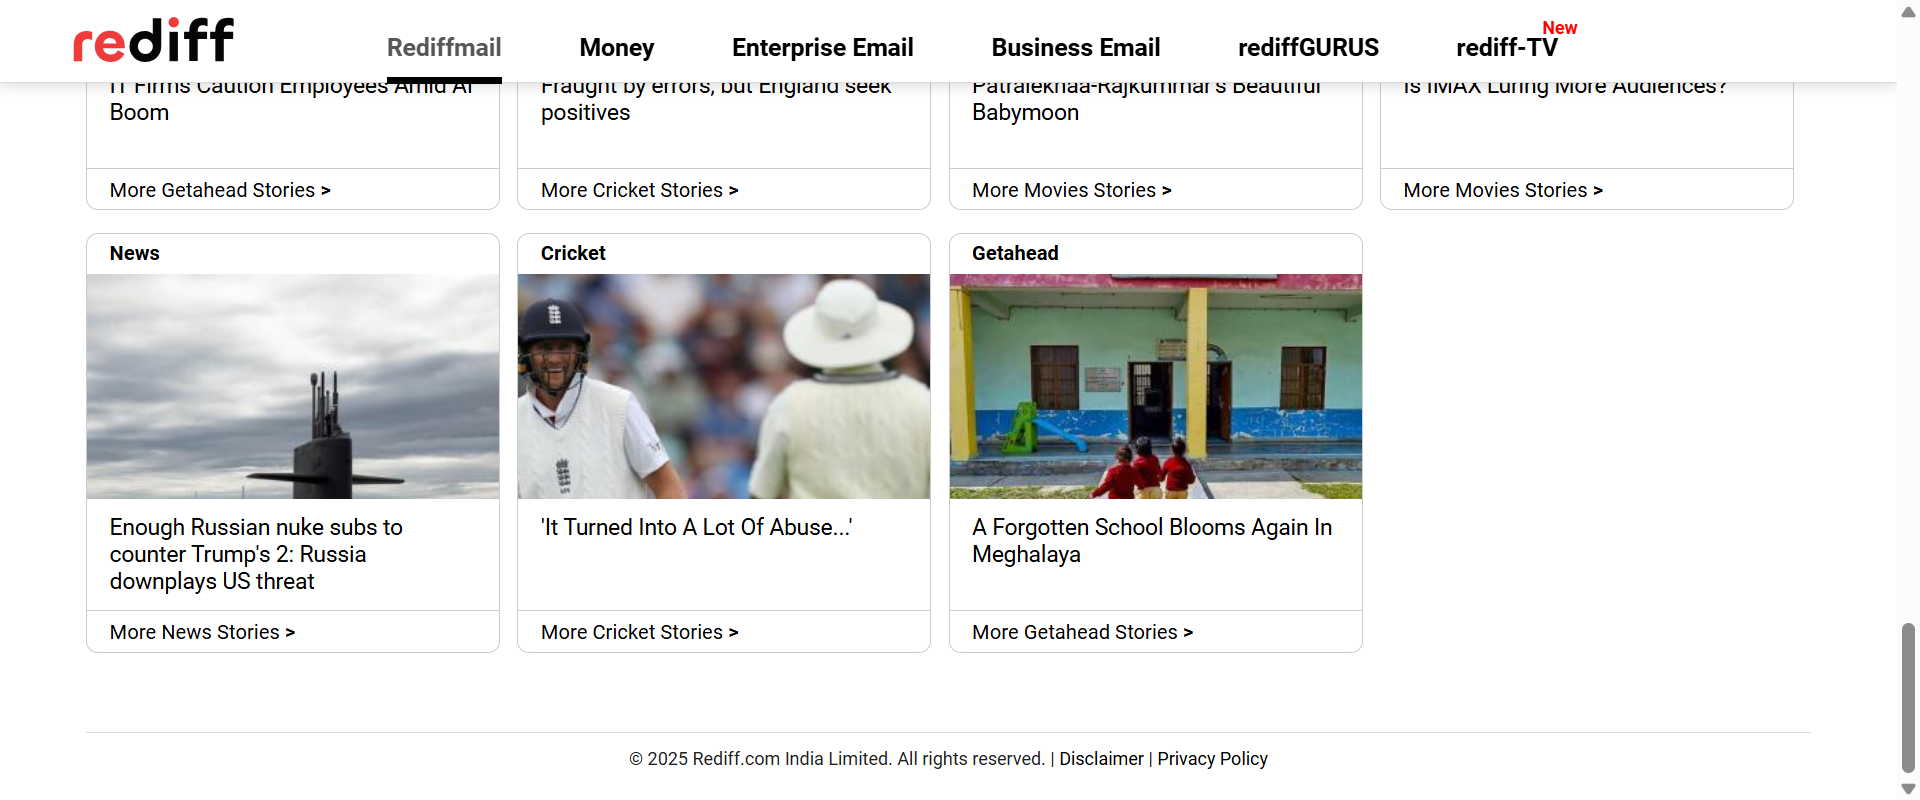 rediff
Rediffmail
Money
Enterprise Email
Business Email
rediffGURUS
rediff-TV
New
IT Firms Caution Employees Amid AI
Boom
Fraught by errors, but England seek
positives
Patralekhaa-Rajkummar's Beautiful
Babymoon
Is IMAX Luring More Audiences?
More Getahead Stories >
More Cricket Stories >
More Movies Stories >
More Movies Stories >
News
Enough Russian nuke subs to
counter Trump's 2: Russia
downplays US threat
More News Stories >
Cricket
'It Turned Into A Lot Of Abuse...'
More Cricket Stories >
Getahead
A Forgotten School Blooms Again In
Meghalaya
More Getahead Stories >
© 2025 Rediff.com India Limited. All rights reserved. | Disclaimer | Privacy Policy